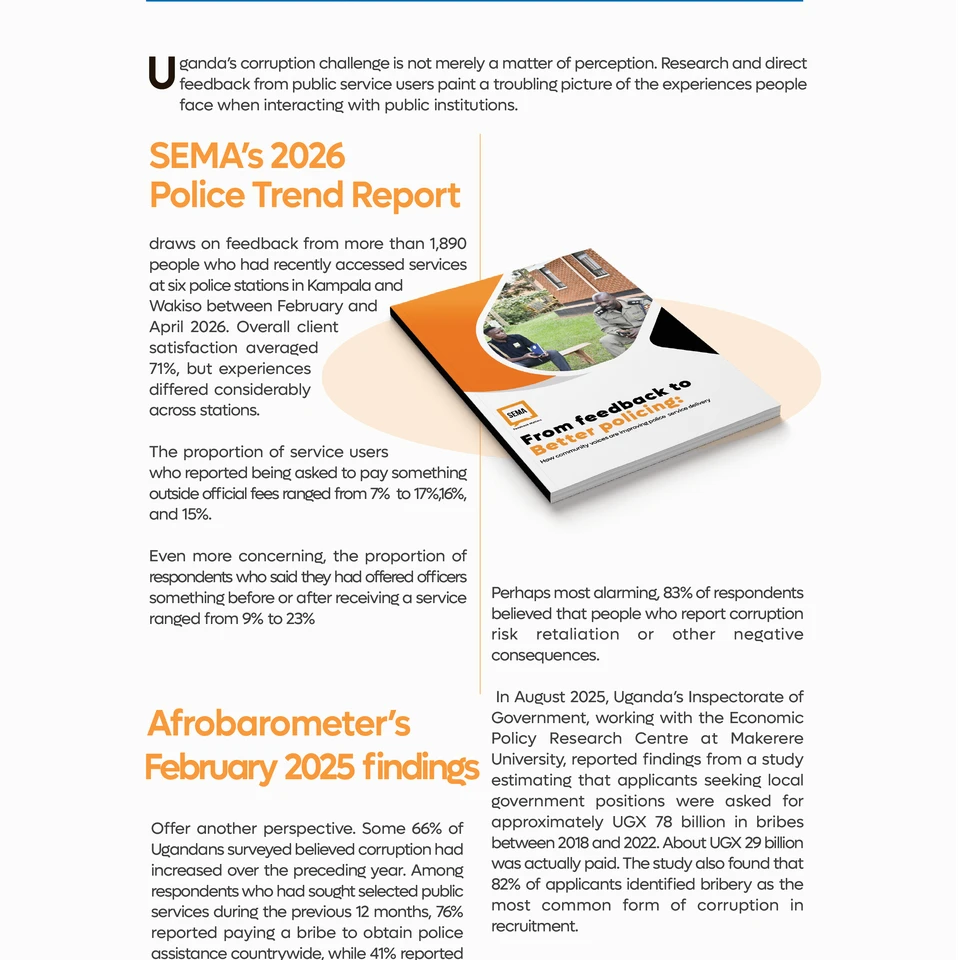 Uganda's corruption challenge is not merely a matter of perception. Research and direct
feedback from public service users paint a troubling picture of the experiences people
face when interacting with public institutions.
SEMA's 2026
Police Trend Report
draws on feedback from more than 1,890
people who had recently accessed services
at six police stations in Kampala and
Wakiso between February and
April 2026. Overall client
satisfaction averaged
71%, but experiences
differed considerably
across stations.
The proportion of service users
who reported being asked to pay something
outside official fees ranged from 7% to 17%,16%,
and 15%.
Even more concerning, the proportion of
respondents who said they had offered officers
something before or after receiving a service
ranged from 9% to 23%
Afrobarometer's
February 2025 findings
Offer another perspective. Some 66% of
Ugandans surveyed believed corruption had
increased over the preceding year. Among
respondents who had sought selected public
services during the previous 12 months, 76%
reported paying a bribe to obtain police
assistance countrywide, while 41% reported
SEMA
From feedback to
Better policing:
How community voices are improving police service delivery
Perhaps most alarming, 83% of respondents
believed that people who report corruption
risk retaliation or other negative
consequences.
In August 2025, Uganda's Inspectorate of
Government, working with the Economic
Policy Research Centre at Makerere
University, reported findings from a study
estimating that applicants seeking local
government positions were asked for
approximately UGX 78 billion in bribes
between 2018 and 2022. About UGX 29 billion
was actually paid. The study also found that
82% of applicants identified bribery as the
most common form of corruption in
recruitment.